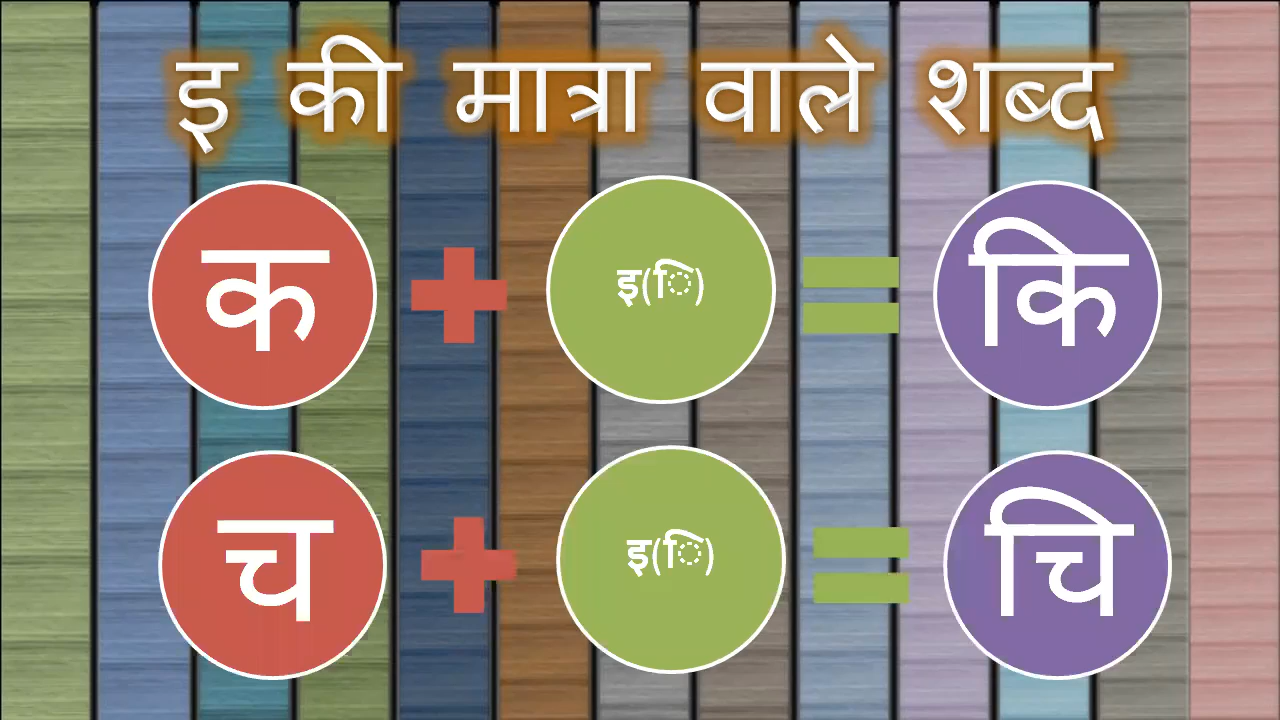 इ की मात्रा वाले शब्द
क + इ(ि) = कि
च + इ(ि) = चि